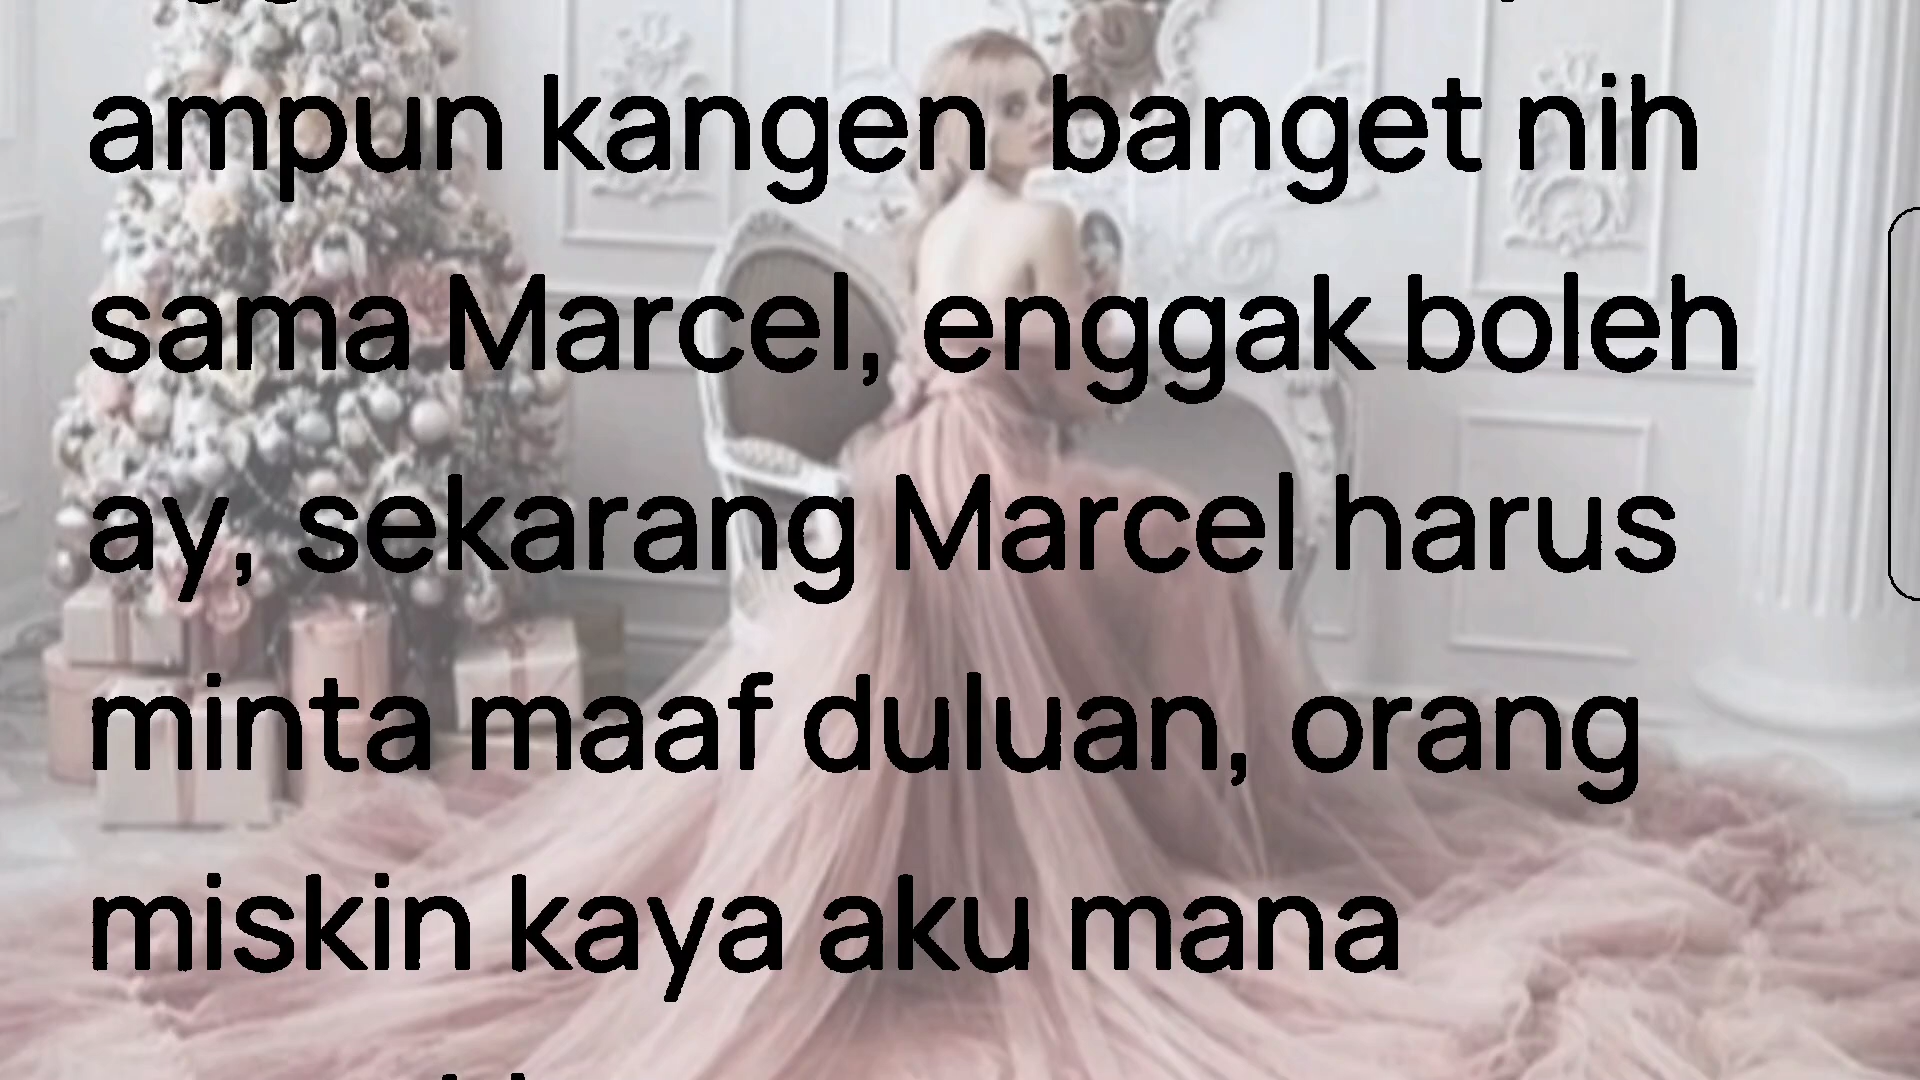 ampun kangen banget nih
sama Marcel, enggak boleh
ay, sekarang Marcel harus
minta maaf duluan, orang
miskin kaya aku mana